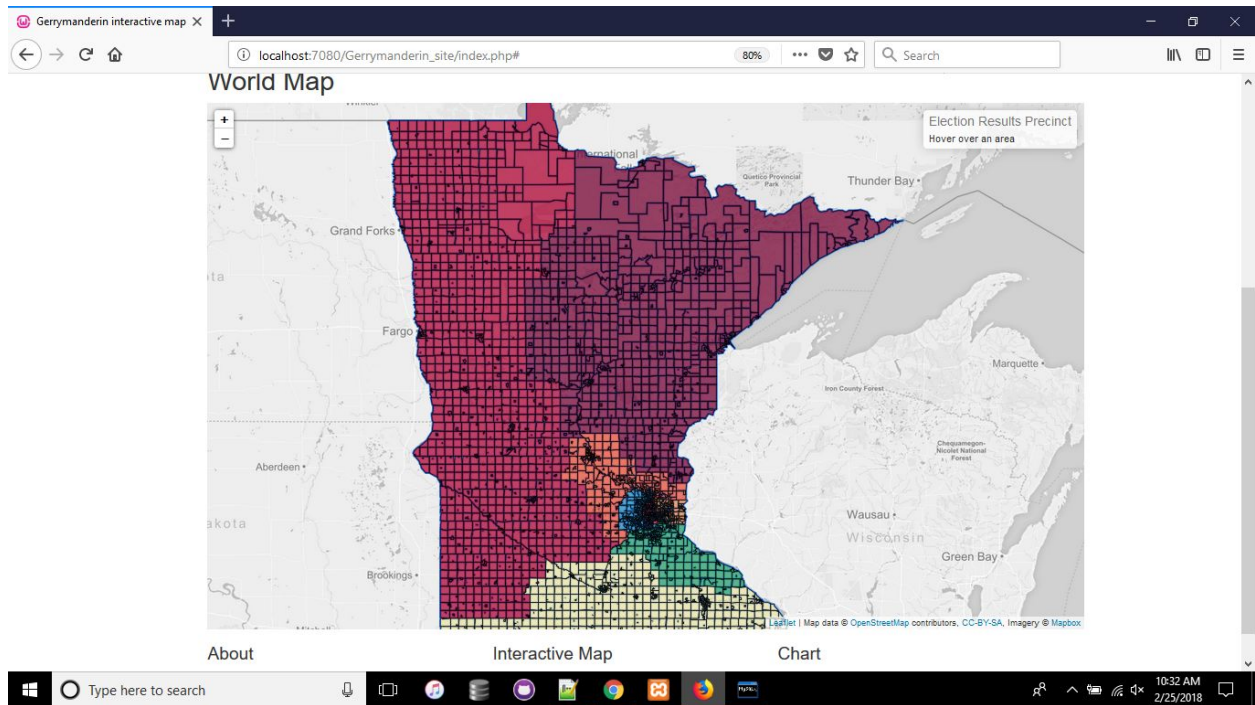 Gerrymanderin interactive map
localhost:7080/Gerrymanderin_site/index.php#
80%
Search
World Map
+
−
Election Results Precinct
Hover over an area
Winkler
International
Quetico Provincial
Park
Thunder Bay
Grand Forks
Fargo
Marquette
Iron County Forest
Chequamegon-
Nicolet National
Forest
Aberdeen
Wausau
Wisconsin
Green Bay
Brookings
Mitchell
Leaflet | Map data © OpenStreetMap contributors, CC-BY-SA, Imagery © Mapbox
About
Interactive Map
Chart
Type here to search
10:32 AM
2/25/2018